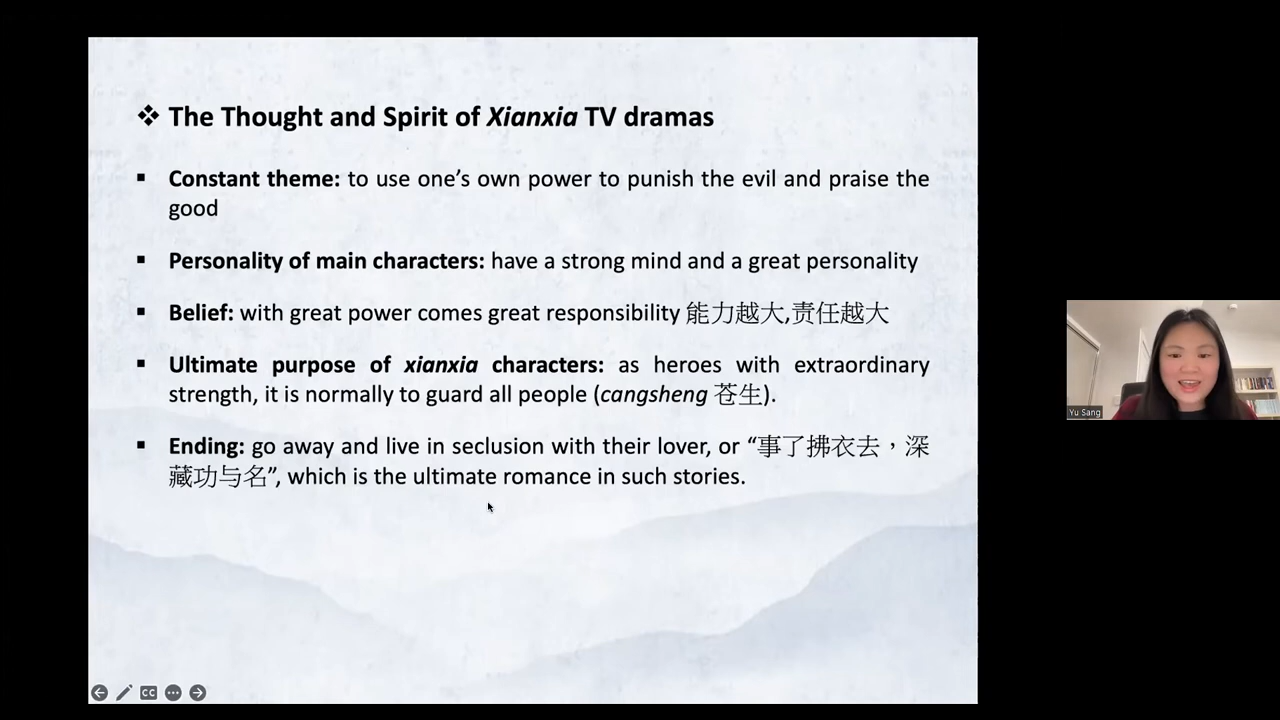 ❖ The Thought and Spirit of Xianxia TV dramas
▪ Constant theme: to use one’s own power to punish the evil and praise the
good
▪ Personality of main characters: have a strong mind and a great personality
▪ Belief: with great power comes great responsibility 能力越大,责任越大
▪ Ultimate purpose of xianxia characters: as heroes with extraordinary
strength, it is normally to guard all people (cangsheng 苍生).
▪ Ending: go away and live in seclusion with their lover, or “事了拂衣去，深
藏功与名”, which is the ultimate romance in such stories.
Yu Sang
CC